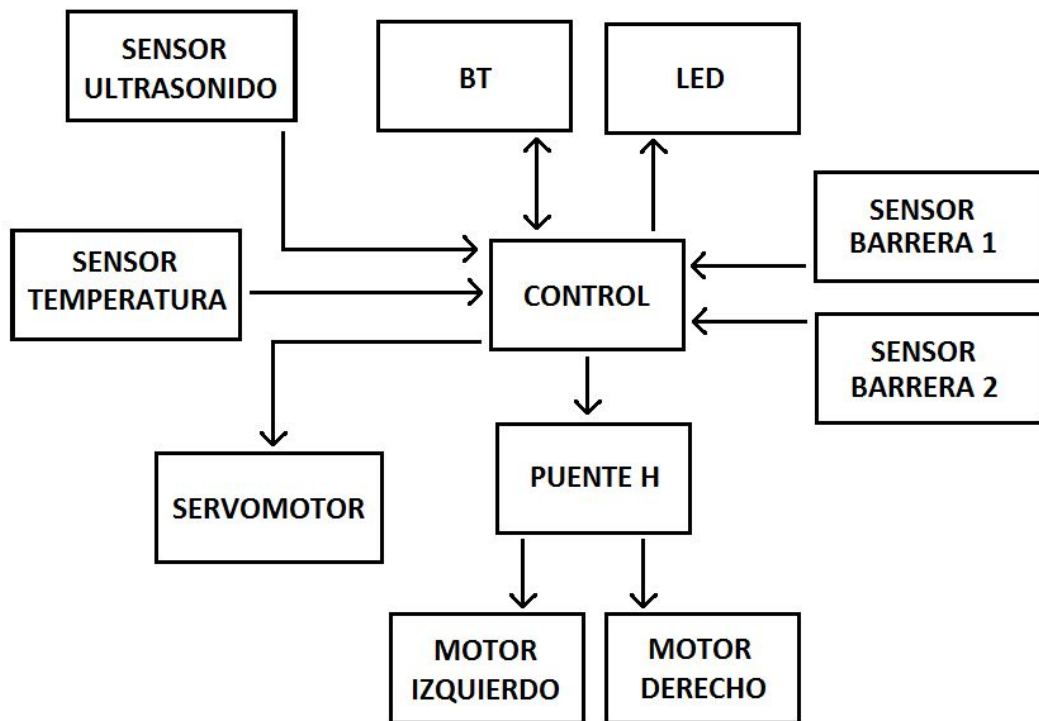 SENSOR
ULTRASONIDO
BT
LED
SENSOR
BARRERA 1
SENSOR
TEMPERATURA
CONTROL
SENSOR
BARRERA 2
SERVOMOTOR
PUENTE H
MOTOR
IZQUIERDO
MOTOR
DERECHO